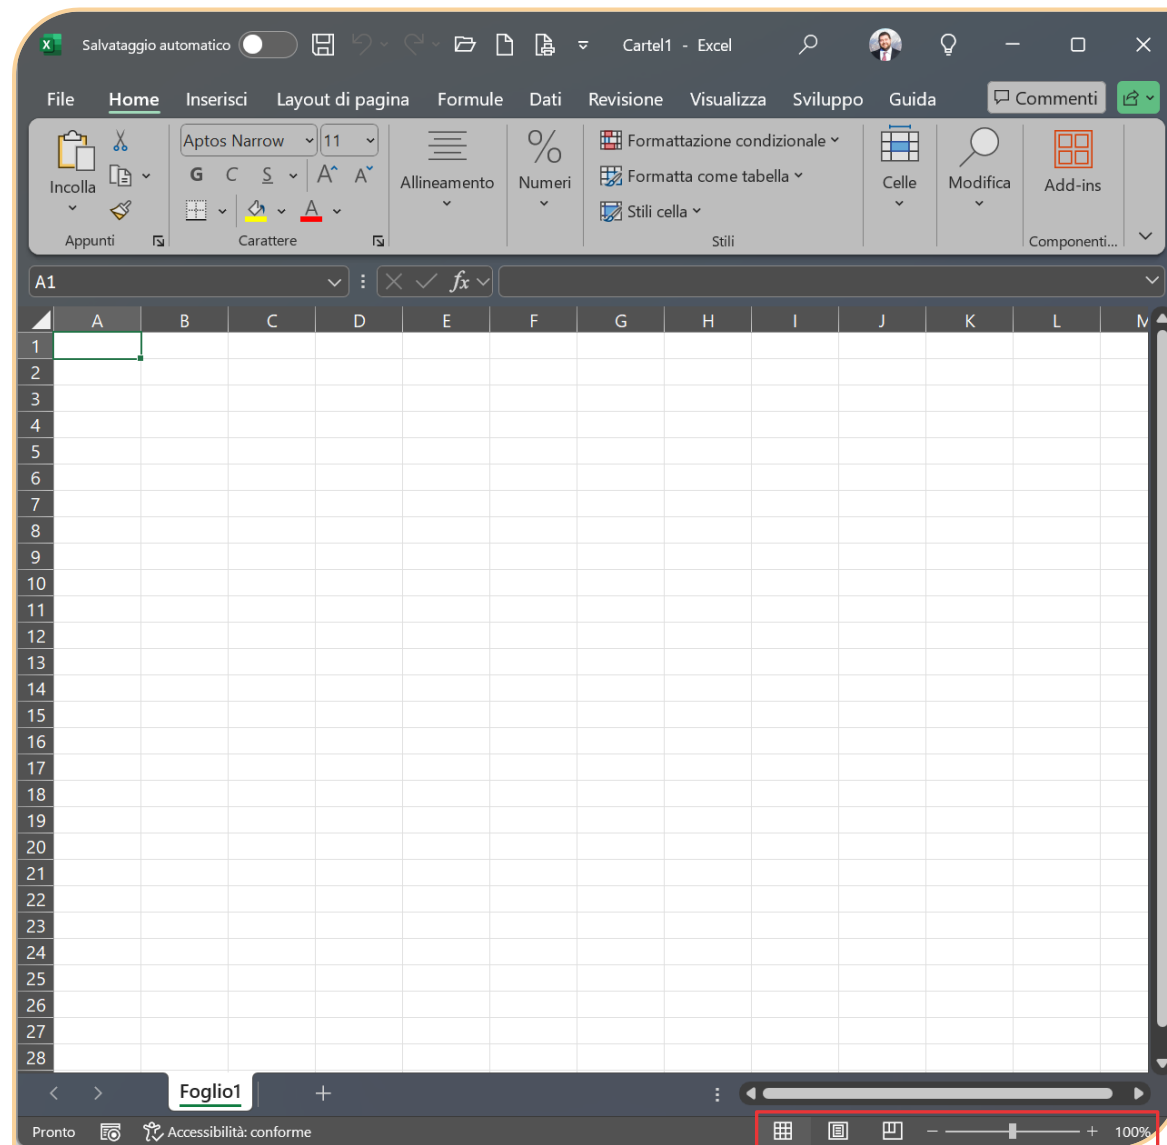 Salvataggio automatico Cartel1 - Excel
File Home Inserisci Layout di pagina Formule Dati Revisione Visualizza Sviluppo Guida Commenti
Incolla
Appunti
Aptos Narrow 11
G C S A A
A
Carattere
Allineamento
Numeri
Formattazione condizionale
Formatta come tabella
Stili cella
Stili
Celle
Modifica
Add-ins
Componenti...
A1 fx
A B C D E F G H I J K L M
1
2
3
4
5
6
7
8
9
10
11
12
13
14
15
16
17
18
19
20
21
22
23
24
25
26
27
28
Foglio1
Pronto Accessibilità: conforme 100%